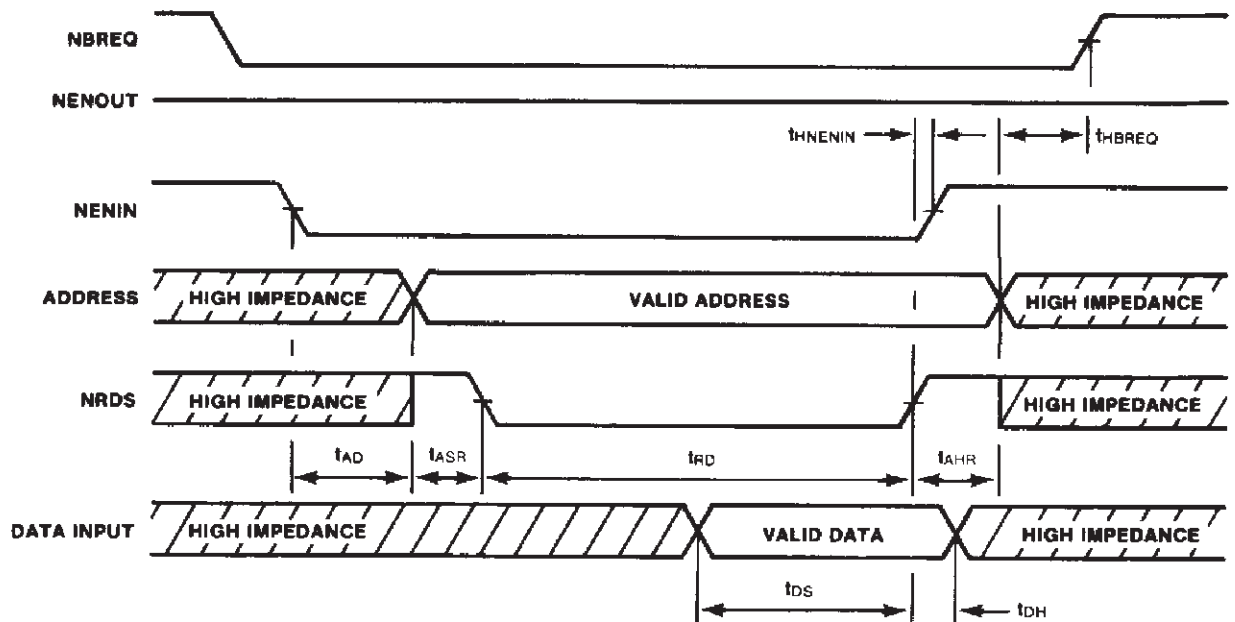 NBREQ
NENOUT
tHNENIN
tHBREQ
NENIN
ADDRESS
HIGH IMPEDANCE
VALID ADDRESS
HIGH IMPEDANCE
NRDS
HIGH IMPEDANCE
HIGH IMPEDANCE
tAD
tASR
tRD
tAHR
DATA INPUT
HIGH IMPEDANCE
VALID DATA
HIGH IMPEDANCE
tDS
tDH